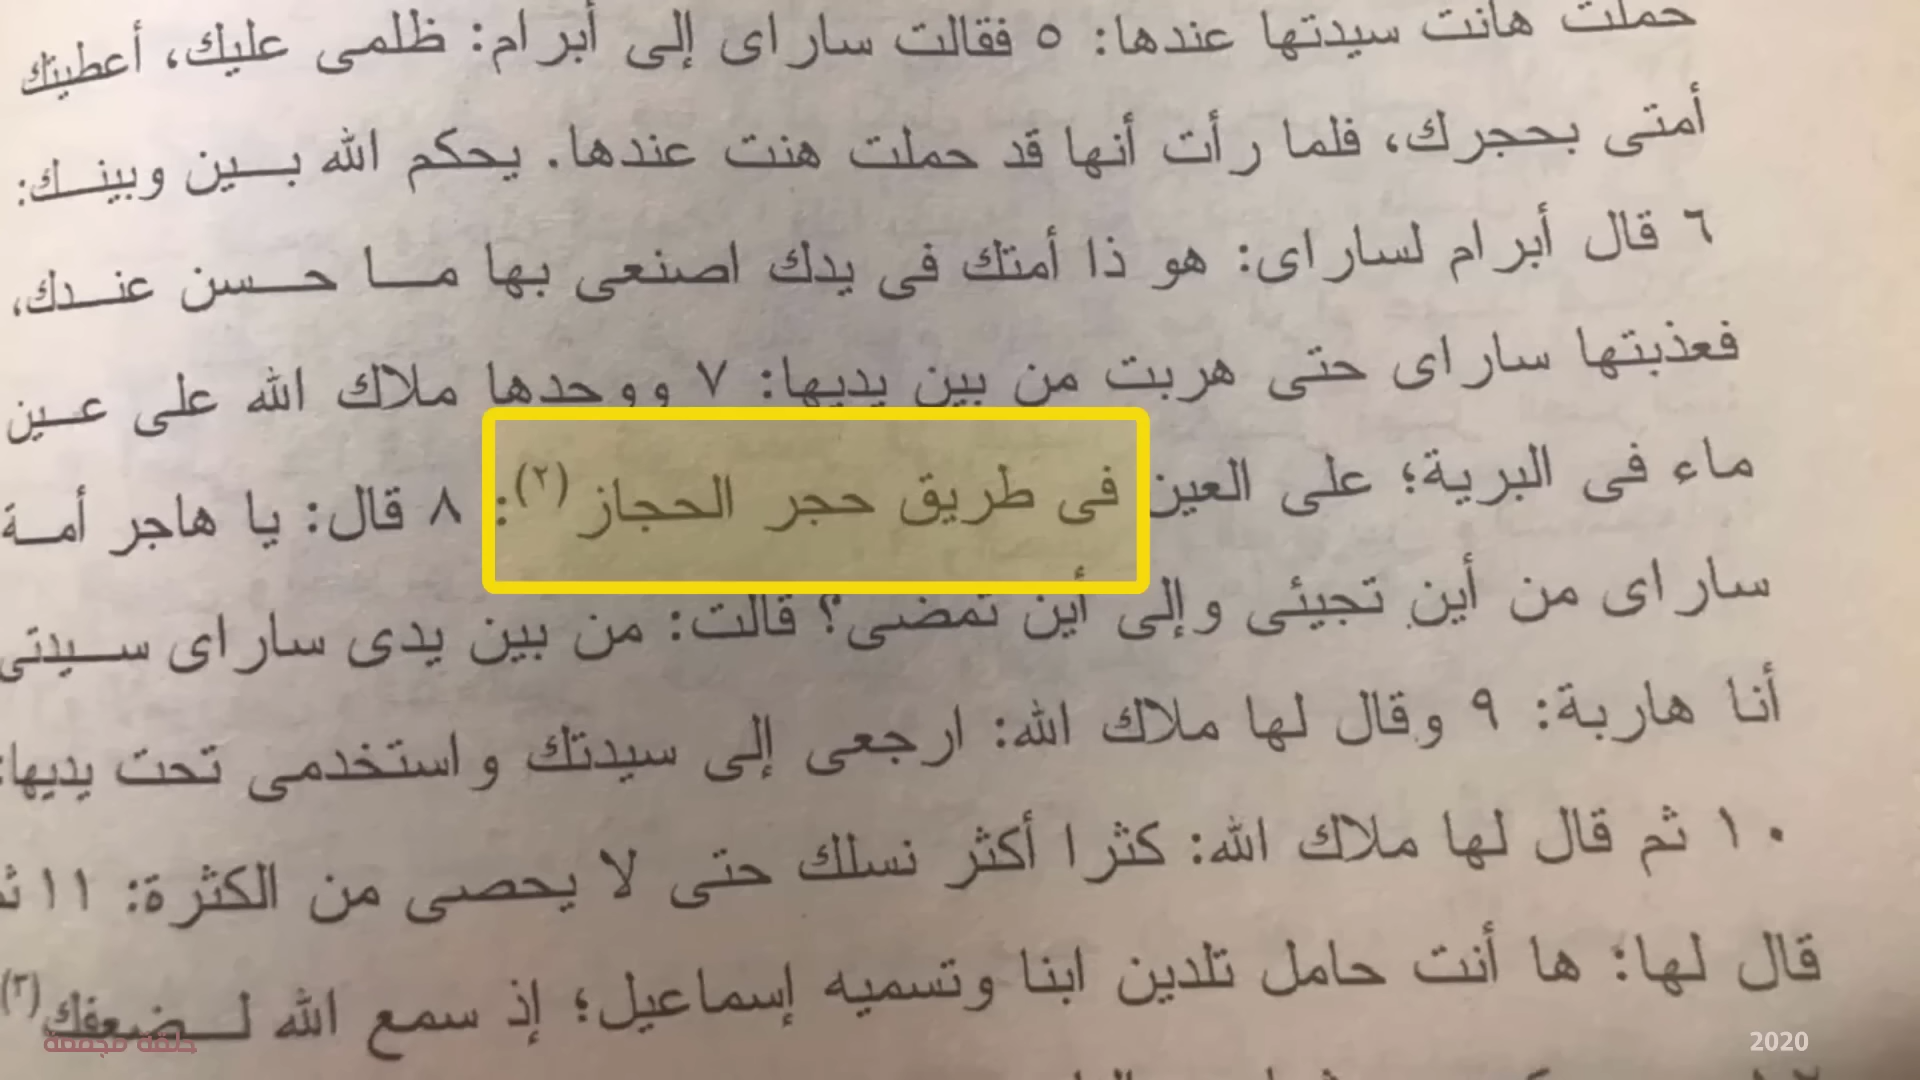 حملت هانت سيدتها عندها: ٥ فقالت ساراى إلى أبرام: ظلمى عليك، أعطيتك
أمتى بحجرك، فلما رأت أنها قد حملت هنت عندها. يحكم الله بين وبينك:
٦ قال أبرام لساراى: هو ذا أمتك فى يدك اصنعى بها ما حسن عندك،
فعذبتها ساراى حتى هربت من بين يديها: ٧ ووجدها ملاك الله على عين
ماء فى البرية؛ على العين فى طريق حجر الحجاز(٢): ٨ قال: يا هاجر أمة
ساراى من أين تجيئى وإلى أين تمضى؟ قالت: من بين يدى ساراى سيدتى
أنا هاربة: ٩ وقال لها ملاك الله: ارجعى إلى سيدتك واستخدمى تحت يديها:
١٠ ثم قال لها ملاك الله: كثرا أكثر نسلك حتى لا يحصى من الكثرة: ١١ ثم
قال لها: ها أنت حامل تلدين ابنا وتسميه إسماعيل؛ إذ سمع الله لضعفك(٣)
حلقة مجمعة
2020